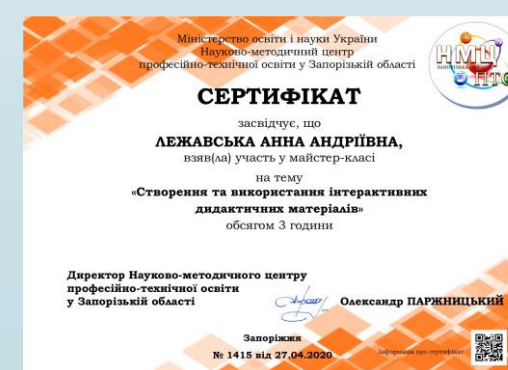 Міністерство освіти і науки України
Науково-методичний центр
професійно-технічної освіти у Запорізькій області
НМЦ
ПТО
СЕРТИФІКАТ
засвідчує, що
ЛЕЖАВСЬКА АННА АНДРІЇВНА,
взяв(ла) участь у майстер-класі
на тему
«Створення та використання інтерактивних
дидактичних матеріалів»
обсягом 3 години
Директор Науково-методичного центру
професійно-технічної освіти
у Запорізькій області
Олександр ПАРЖНИЦЬКИЙ
Запоріжжя
№ 1415 від 27.04.2020
Інформація про сертифікат